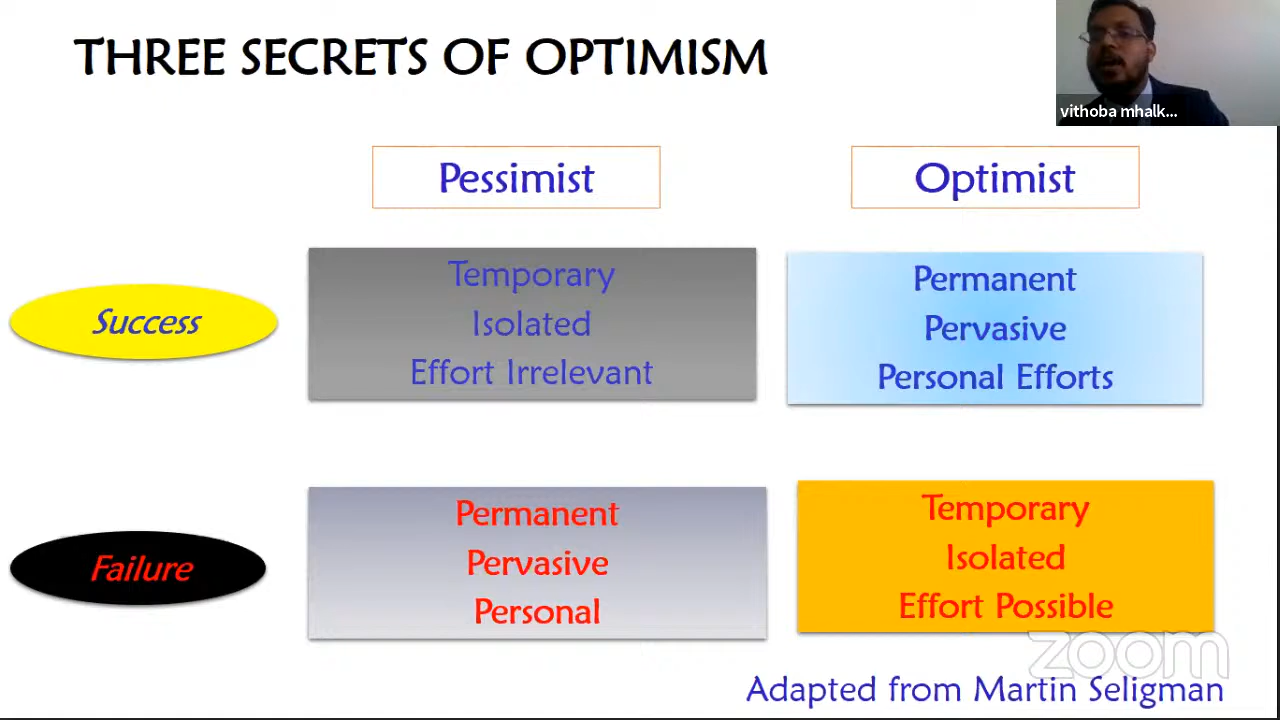 THREE SECRETS OF OPTIMISM
vithoba mhalk...
Pessimist
Optimist
Success
Temporary
Isolated
Effort Irrelevant
Permanent
Pervasive
Personal Efforts
Failure
Permanent
Pervasive
Personal
Temporary
Isolated
Effort Possible
zoom
Adapted from Martin Seligman